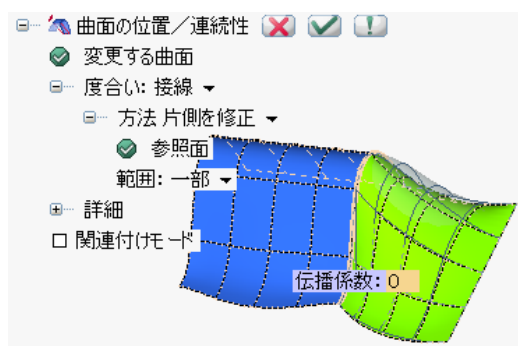 曲面の位置／連続性
変更する曲面
度合い: 接線
方法 片側を修正
参照面
範囲: 一部
詳細
関連付けモード
伝播係数: 0